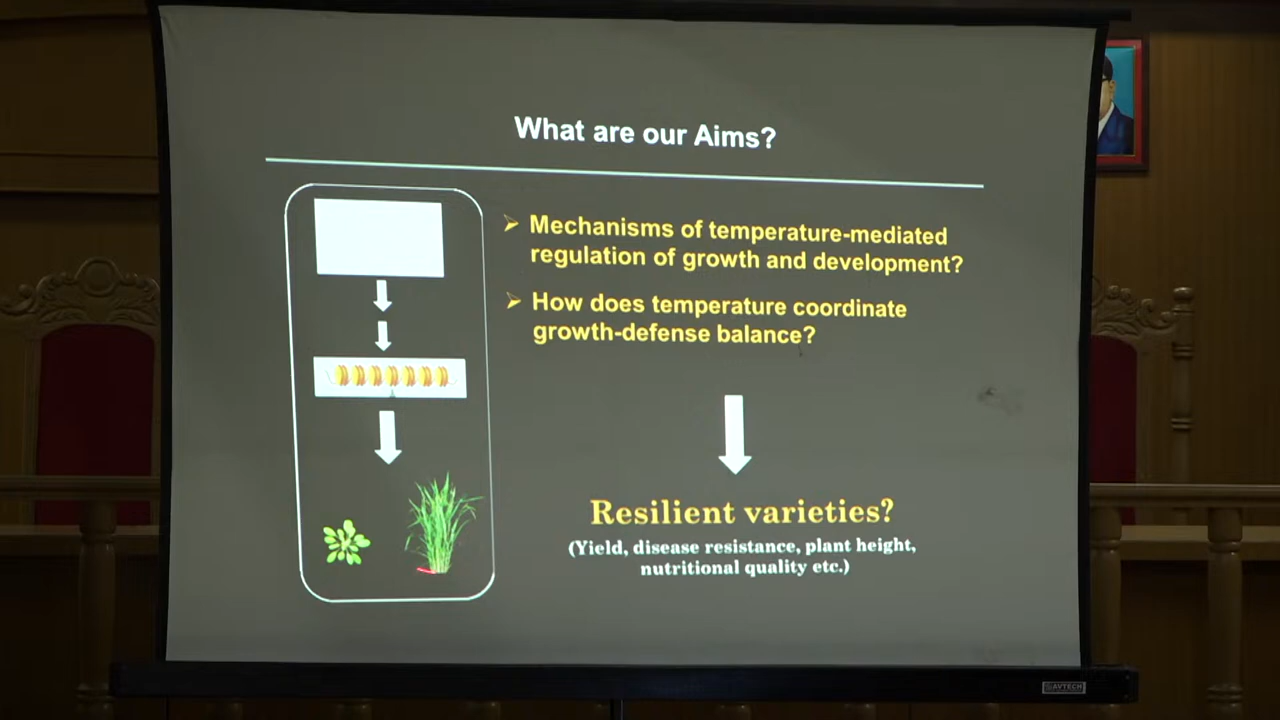 What are our Aims?
Mechanisms of temperature-mediated
regulation of growth and development?
How does temperature coordinate
growth-defense balance?
Resilient varieties?
(Yield, disease resistance, plant height,
nutritional quality etc.)
AVTECH